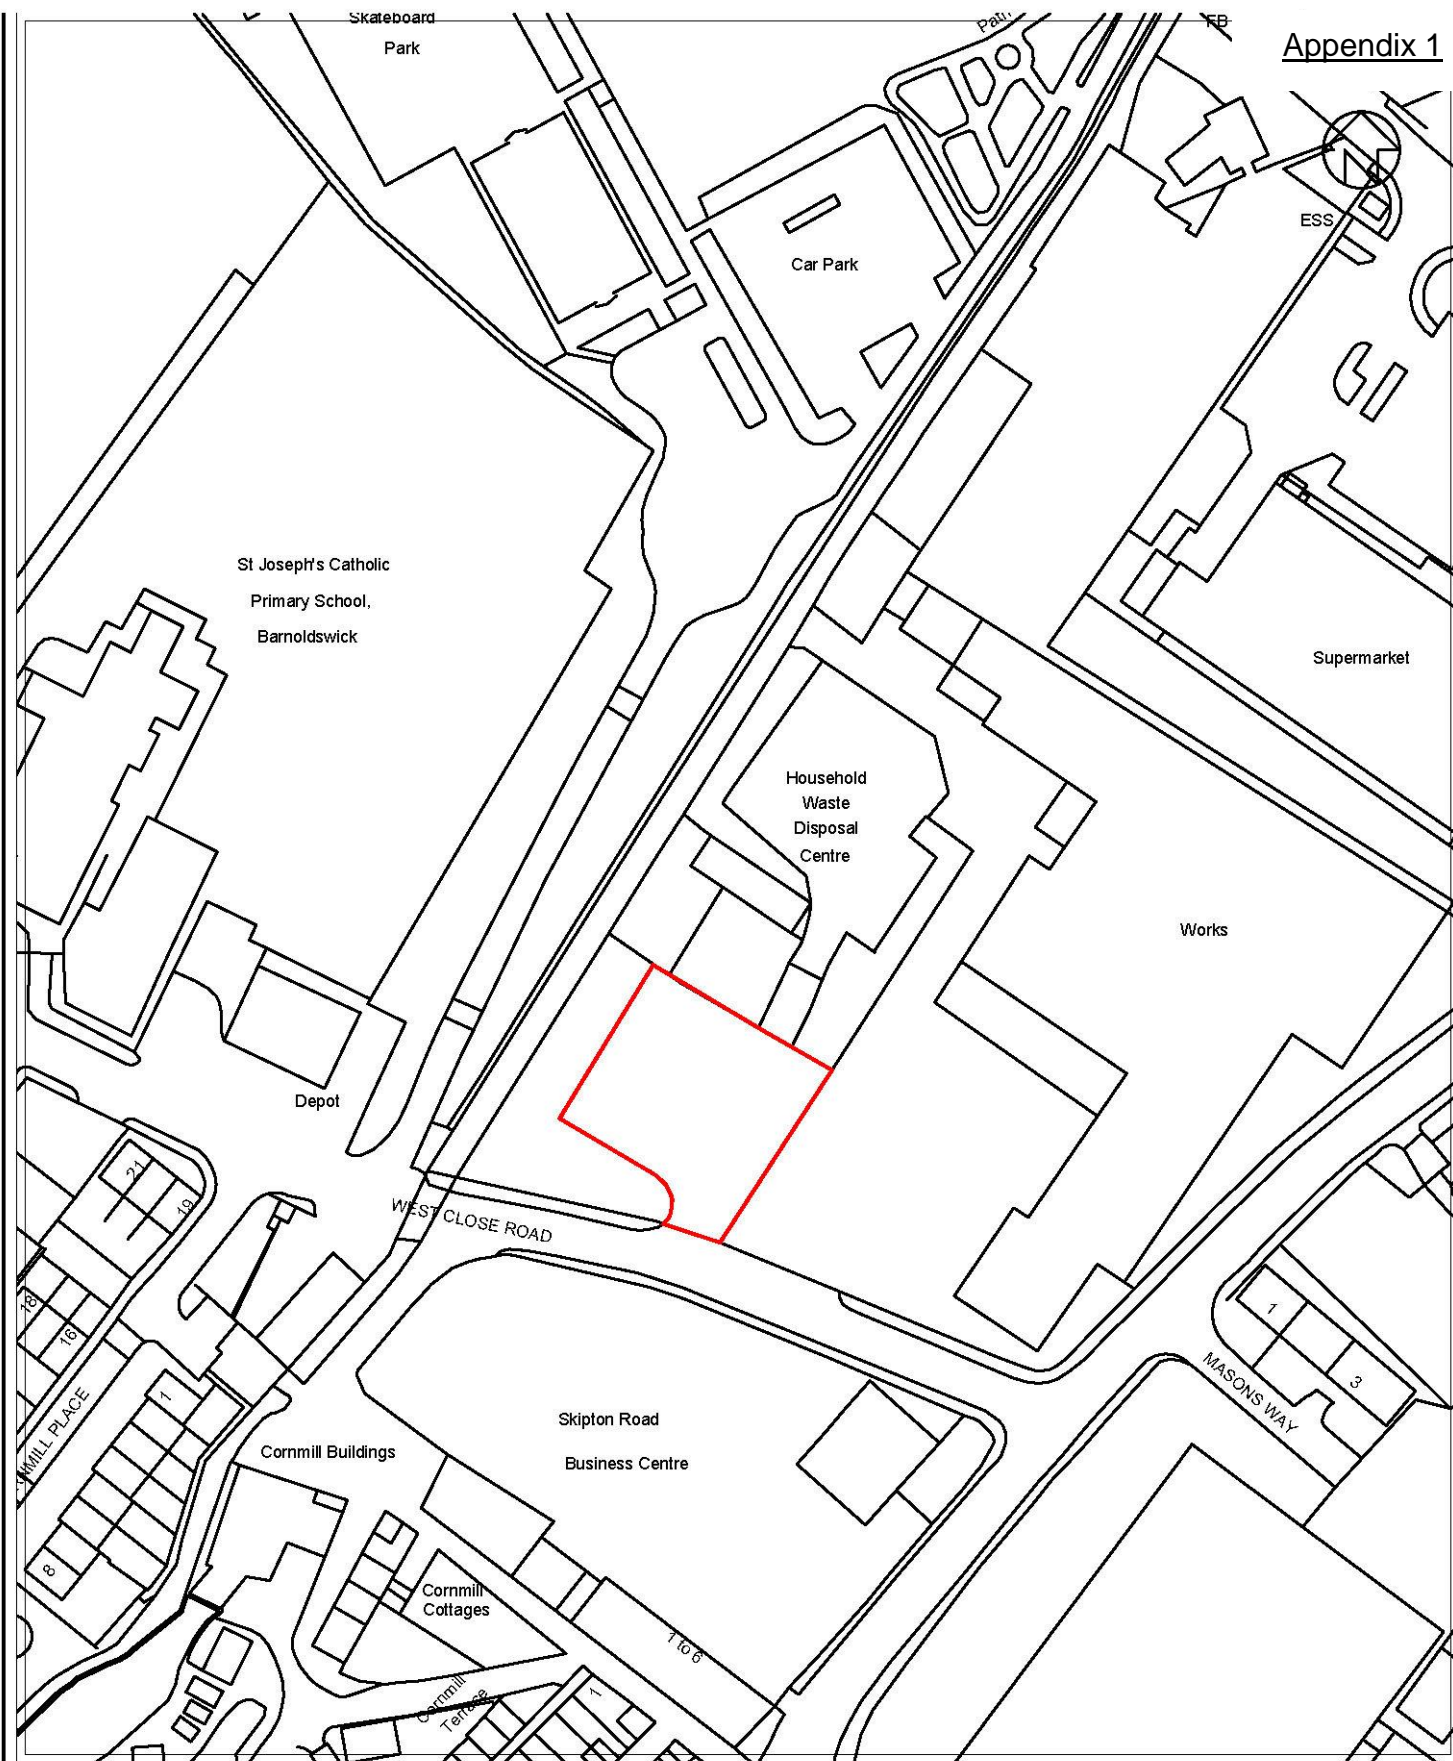 Appendix 1
Skateboard
Park
Path
FB
ESS
Car Park
St Joseph's Catholic
Primary School,
Barnoldswick
Supermarket
Household
Waste
Disposal
Centre
Works
Depot
21
19
WEST CLOSE ROAD
18
16
1
3
MASONS WAY
1
8
Skipton Road
Business Centre
Cornmill Buildings
Cornmill
Cottages
1 to 6
Cornmill
Terrace
1
N